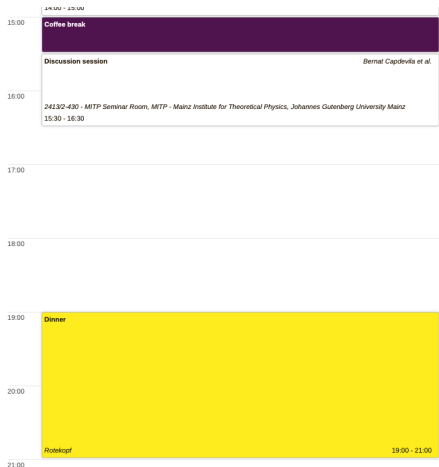 14:00 - 15:00
15:00
Coffee break
Discussion session Bernat Capdevila et al.
16:00
2413/2-430 - MITP Seminar Room, MITP - Mainz Institute for Theoretical Physics, Johannes Gutenberg University Mainz
15:30 - 16:30
17:00
18:00
19:00
Dinner
20:00
Rotekopf 19:00 - 21:00
21:00